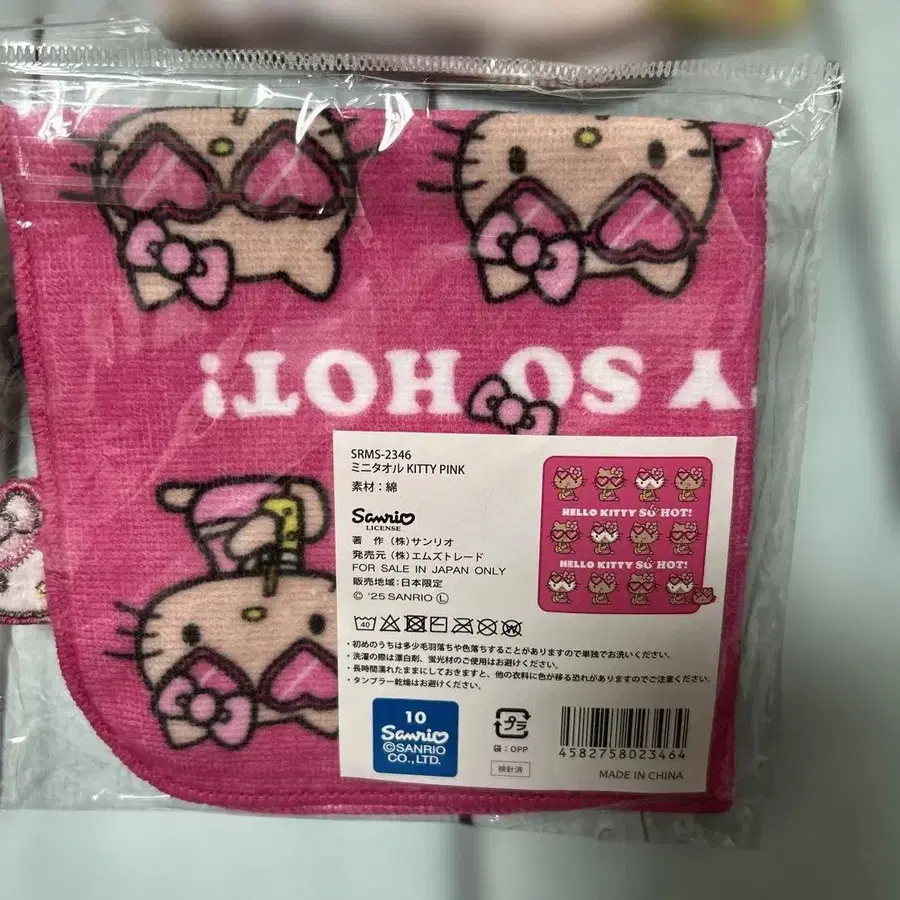 Y SO HOT!
SRMS-2346
ミニタオル KITTY PINK
素材：綿
Sanrio
LICENSE
著　作（株）サンリオ
発売元（株）エムズトレード
FOR SALE IN JAPAN ONLY
販売地域：日本限定
© '25 SANRIO Ⓛ
HELLO KITTY SO HOT!
HELLO KITTY SO HOT!
40
・初めのうちは多少毛羽落ちや色落ちすることがありますので単独でお洗いください。
・洗濯の際は漂白剤、蛍光材のご使用はお避けください。
・長時間濡れたままにしておきますと、他の衣料に色が移る恐れがありますのでご注意ください。
・タンブラー乾燥はお避けください。
10
Sanrio
©SANRIO
CO.,LTD.
プラ
袋：OPP
検針済
4582758023464
MADE IN CHINA